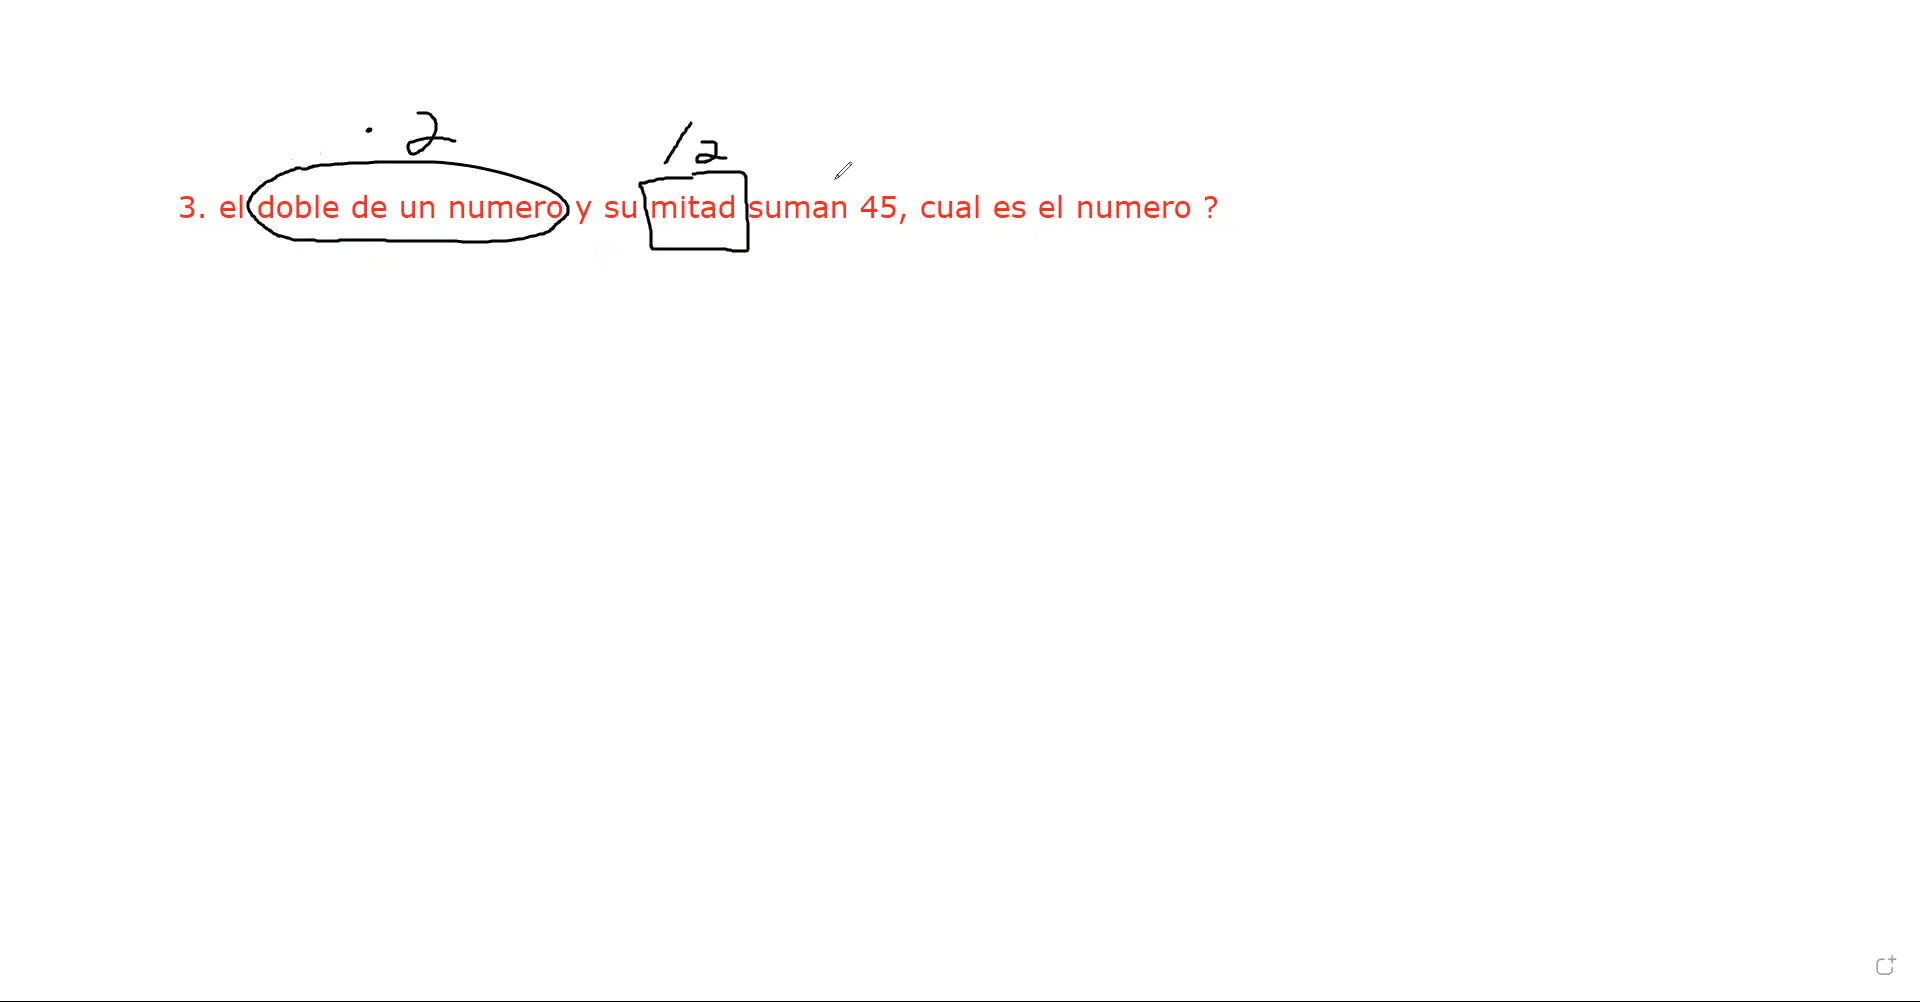 · 2 /2
3. el doble de un numero y su mitad suman 45, cual es el numero ?